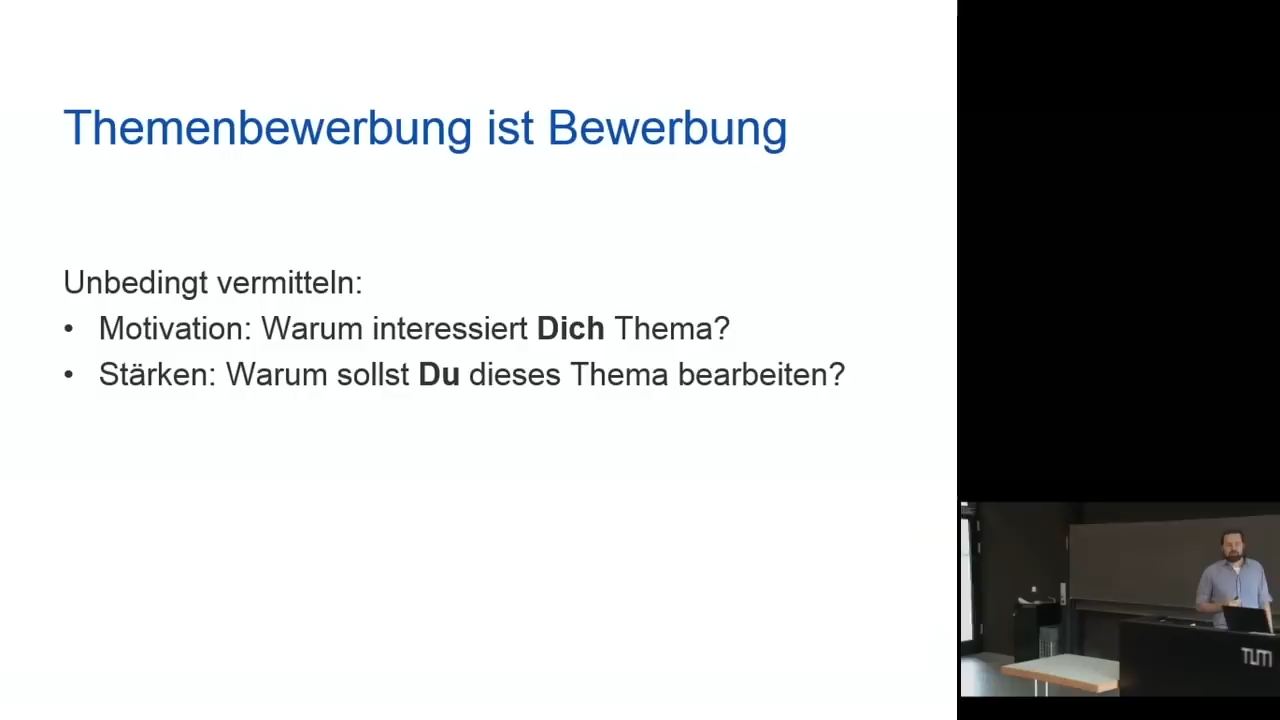 Themenbewerbung ist Bewerbung
Unbedingt vermitteln:
• Motivation: Warum interessiert Dich Thema?
• Stärken: Warum sollst Du dieses Thema bearbeiten?
TUM